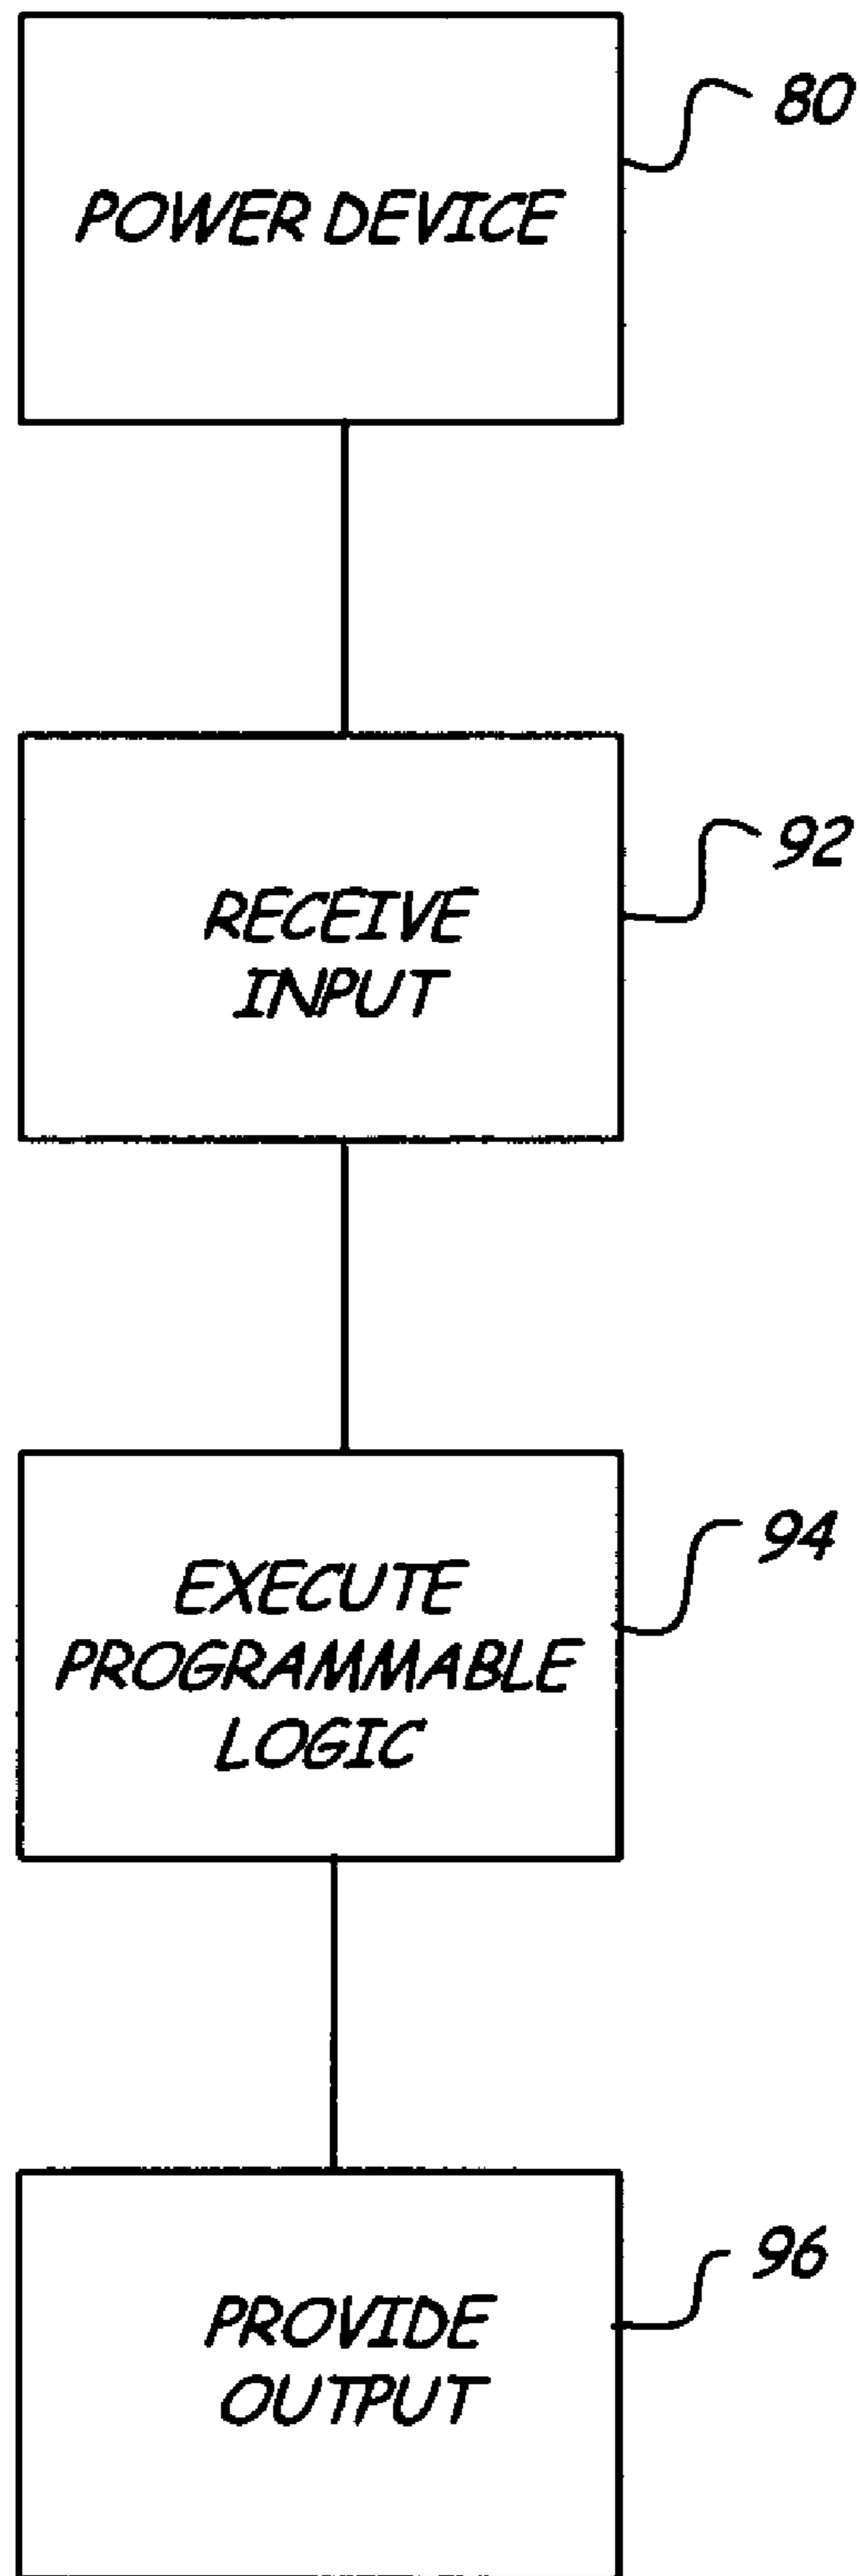 POWER DEVICE
80
RECEIVE
INPUT
92
EXECUTE
PROGRAMMABLE
LOGIC
94
PROVIDE
OUTPUT
96